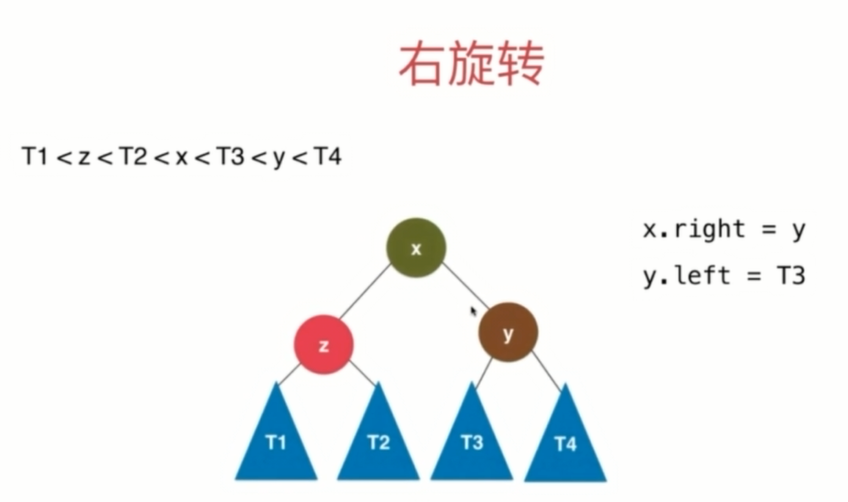 右旋转
T1 < z < T2 < x < T3 < y < T4
x.right = y
y.left = T3
x
z
y
T1
T2
T3
T4